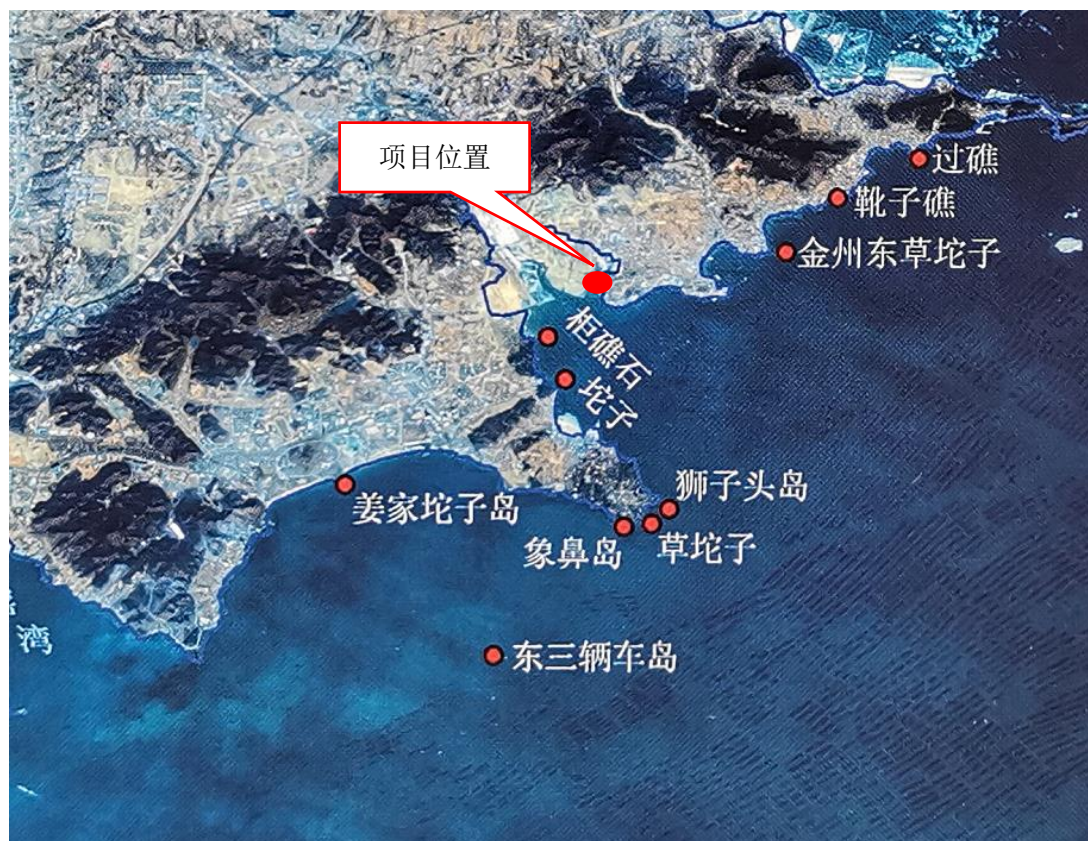 项目位置
过礁
靴子礁
金州东草坨子
柜礁石
坨子
狮子头岛
姜家坨子岛
草坨子
象鼻岛
东三辆车岛
湾